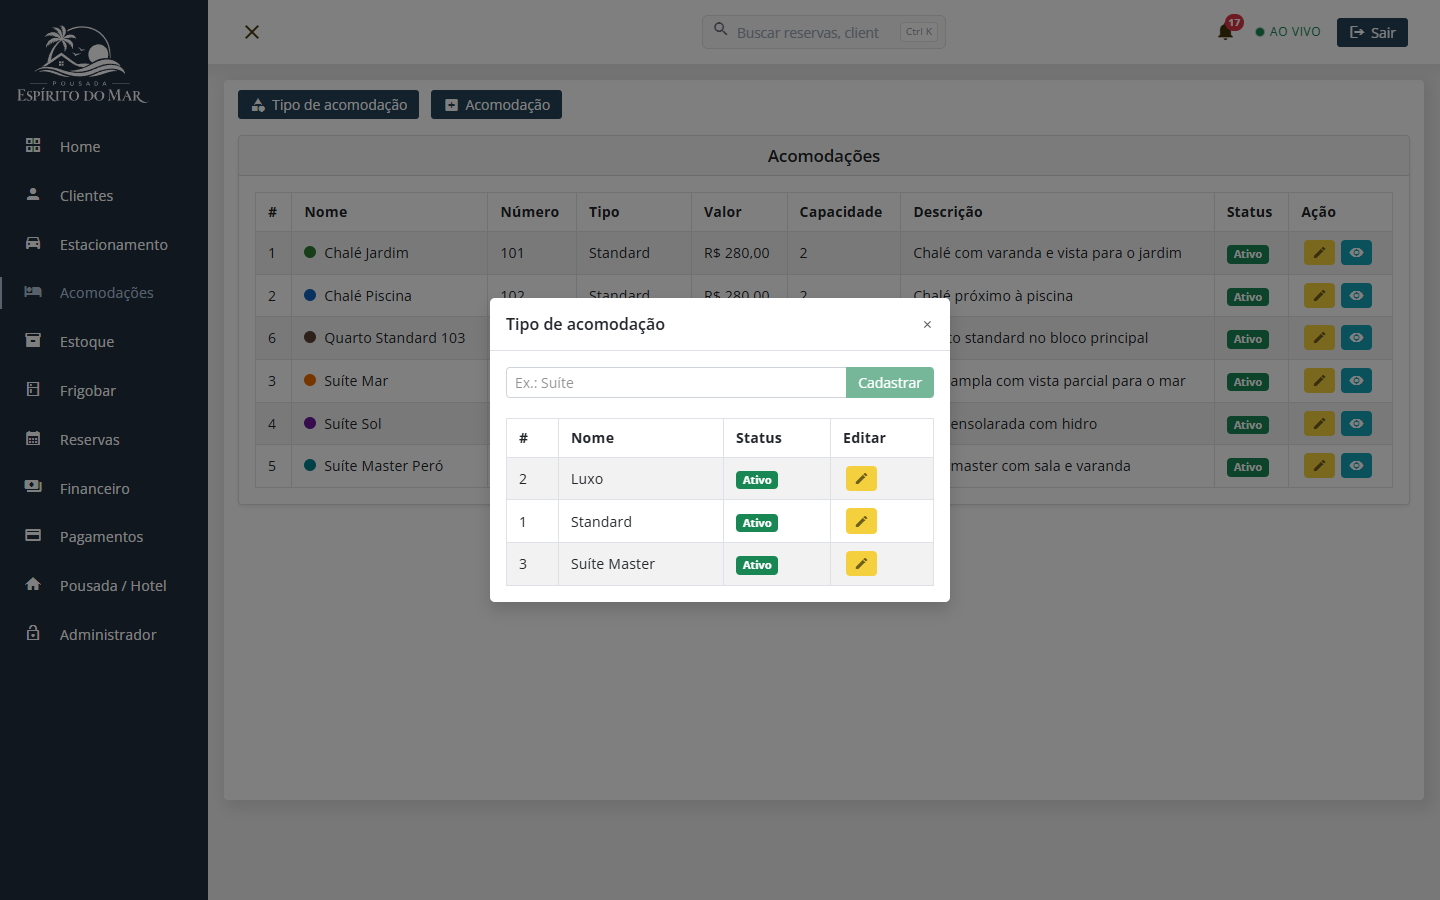 POUSADA
ESPÍRITO DO MAR
Home
Clientes
Estacionamento
Acomodações
Estoque
Frigobar
Reservas
Financeiro
Pagamentos
Pousada / Hotel
Administrador
Buscar reservas, client
Ctrl K
17
AO VIVO
Sair
Tipo de acomodação
Acomodação
Acomodações
# Nome Número Tipo Valor Capacidade Descrição Status Ação
1 Chalé Jardim 101 Standard R$ 280,00 2 Chalé com varanda e vista para o jardim Ativo
2 Chalé Piscina 102 Standard R$ 280,00 2 Chalé próximo à piscina Ativo
6 Quarto Standard 103 standard no bloco principal Ativo
3 Suíte Mar ampla com vista parcial para o mar Ativo
4 Suíte Sol ensolarada com hidro Ativo
5 Suíte Master Peró master com sala e varanda Ativo
Tipo de acomodação
×
Ex.: Suíte
Cadastrar
# Nome Status Editar
2 Luxo Ativo
1 Standard Ativo
3 Suíte Master Ativo